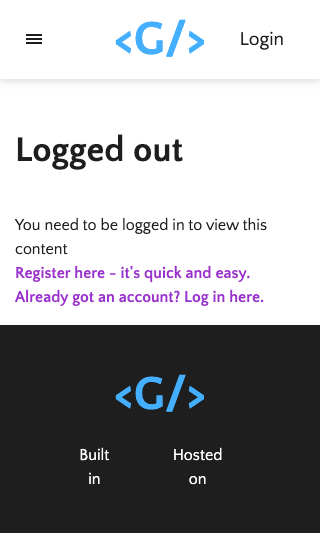 <G/>
Login
Logged out
You need to be logged in to view this
content
Register here - it's quick and easy.
Already got an account? Log in here.
<G/>
Built
in
Hosted
on